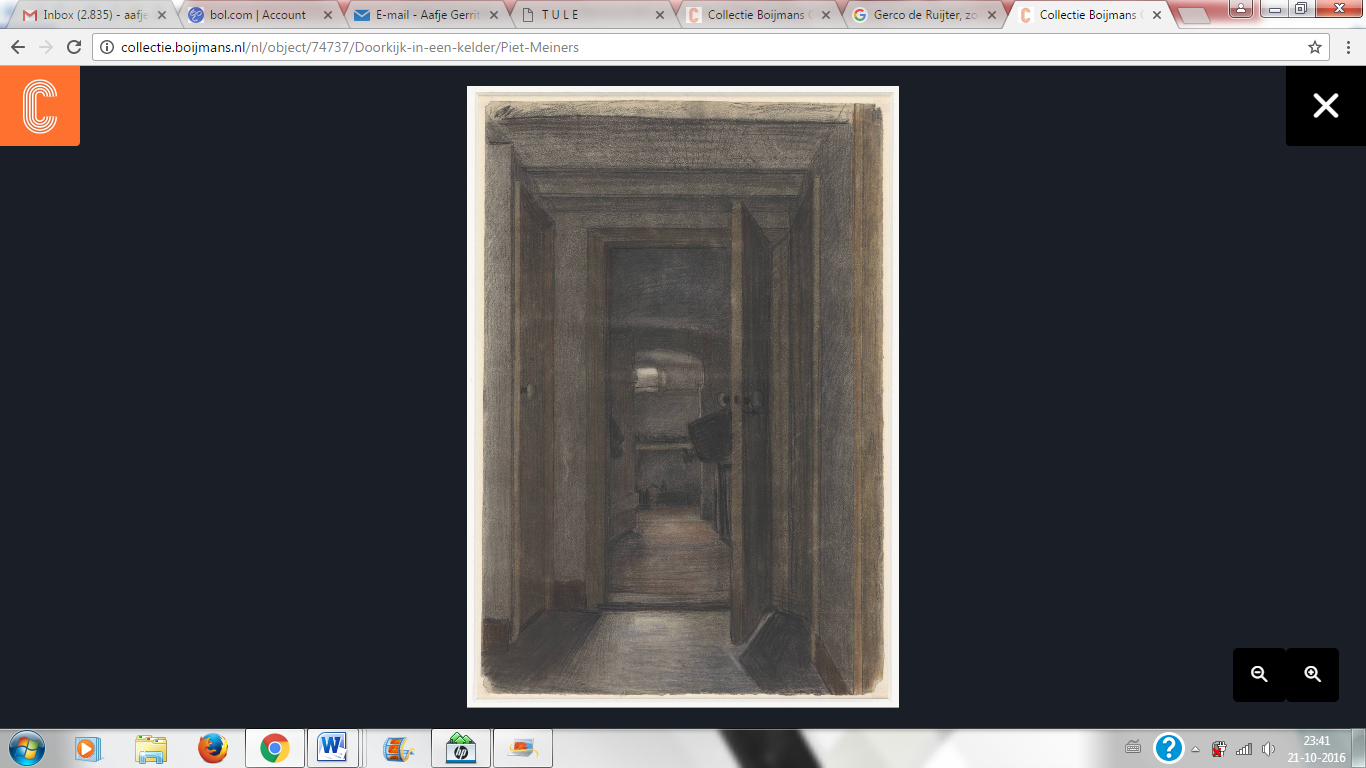 Inbox (2.835) - aafje
bol.com | Account
E-mail - Aafje Gerrit
T U L E
Collectie Boijmans
Gerco de Ruijter, zo
Collectie Boijmans
collectie.boijmans.nl/nl/object/74737/Doorkijk-in-een-kelder/Piet-Meiners
23:41
21-10-2016